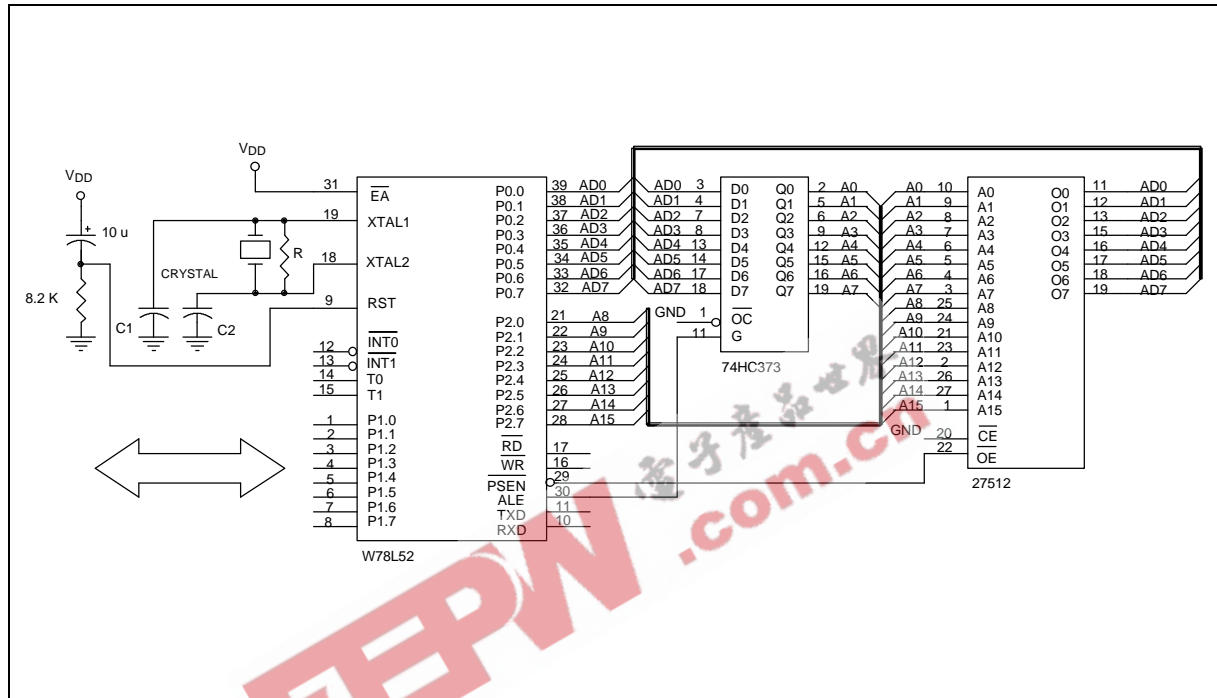 VDD
VDD
10 u
8.2 K
CRYSTAL
R
C1
C2
31 EA
19 XTAL1
18 XTAL2
9 RST
12 INT0
13 INT1
14 T0
15 T1
1 P1.0
2 P1.1
3 P1.2
4 P1.3
5 P1.4
6 P1.5
7 P1.6
8 P1.7
P0.0 39 AD0
P0.1 38 AD1
P0.2 37 AD2
P0.3 36 AD3
P0.4 35 AD4
P0.5 34 AD5
P0.6 33 AD6
P0.7 32 AD7
P2.0 21 A8
P2.1 22 A9
P2.2 23 A10
P2.3 24 A11
P2.4 25 A12
P2.5 26 A13
P2.6 27 A14
P2.7 28 A15
RD 17
WR 16
PSEN 29
ALE 30
TXD 11
RXD 10
W78L52
AD0 3 D0 Q0 2 A0
AD1 4 D1 Q1 5 A1
AD2 7 D2 Q2 6 A2
AD3 8 D3 Q3 9 A3
AD4 13 D4 Q4 12 A4
AD5 14 D5 Q5 15 A5
AD6 17 D6 Q6 16 A6
AD7 18 D7 Q7 19 A7
GND 1 OC
11 G
74HC373
A0 10 A0 O0 11 AD0
A1 9 A1 O1 12 AD1
A2 8 A2 O2 13 AD2
A3 7 A3 O3 15 AD3
A4 6 A4 O4 16 AD4
A5 5 A5 O5 17 AD5
A6 4 A6 O6 18 AD6
A7 3 A7 O7 19 AD7
A8 25 A8
A9 24 A9
A10 21 A10
A11 23 A11
A12 2 A12
A13 26 A13
A14 27 A14
A15 1 A15
GND 20 CE
22 OE
27512
電子產品世界
EEPW .com.cn